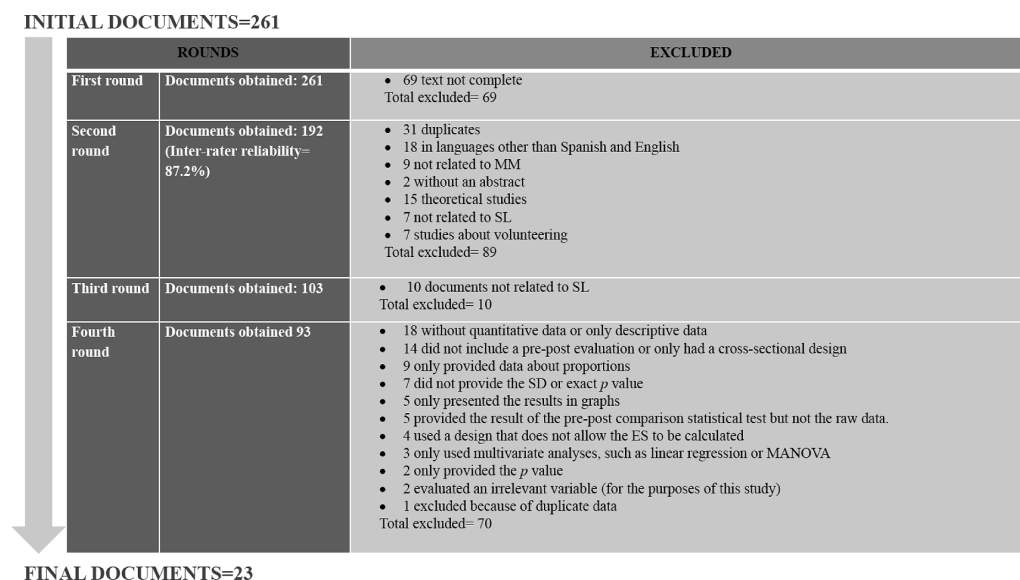 INITIAL DOCUMENTS=261
ROUNDS
EXCLUDED
First round
Documents obtained: 261
• 69 text not complete
Total excluded= 69
Second
round
Documents obtained: 192
(Inter-rater reliability=
87.2%)
• 31 duplicates
• 18 in languages other than Spanish and English
• 9 not related to MM
• 2 without an abstract
• 15 theoretical studies
• 7 not related to SL
• 7 studies about volunteering
Total excluded= 89
Third round
Documents obtained: 103
• 10 documents not related to SL
Total excluded= 10
Fourth
round
Documents obtained 93
• 18 without quantitative data or only descriptive data
• 14 did not include a pre-post evaluation or only had a cross-sectional design
• 9 only provided data about proportions
• 7 did not provide the SD or exact p value
• 5 only presented the results in graphs
• 5 provided the result of the pre-post comparison statistical test but not the raw data.
• 4 used a design that does not allow the ES to be calculated
• 3 only used multivariate analyses, such as linear regression or MANOVA
• 2 only provided the p value
• 2 evaluated an irrelevant variable (for the purposes of this study)
• 1 excluded because of duplicate data
Total excluded= 70
FINAL DOCUMENTS=23